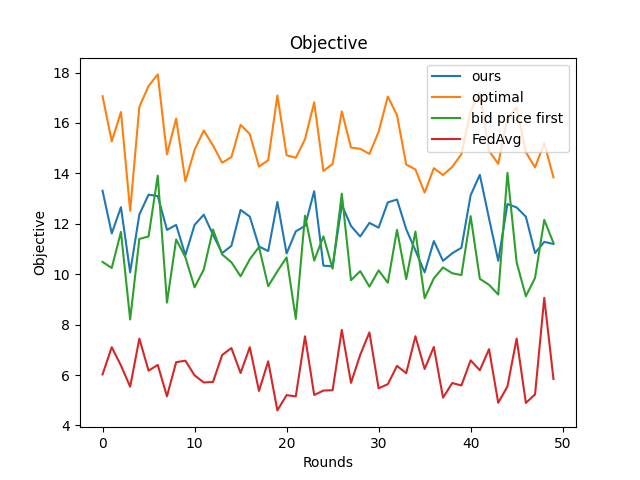 Objective
18
16
14
12
10
8
6
4
Objective
0 10 20 30 40 50
Rounds
ours
optimal
bid price first
FedAvg